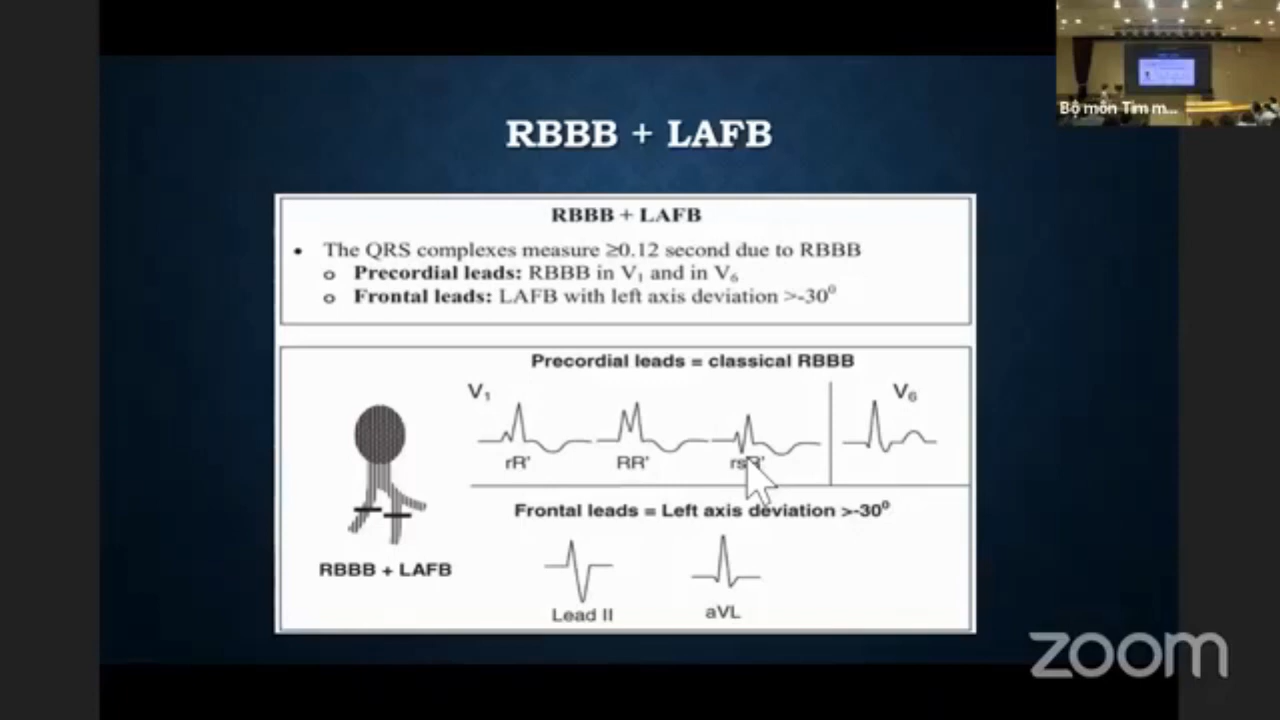 Bộ môn Tim m...
RBBB + LAFB
RBBB + LAFB
• The QRS complexes measure ≥0.12 second due to RBBB
o Precordial leads: RBBB in V₁ and in V₆
o Frontal leads: LAFB with left axis deviation >-30⁰
Precordial leads = classical RBBB
V₁
V₆
rR'
RR'
rsR'
Frontal leads = Left axis deviation >-30⁰
RBBB + LAFB
Lead II
aVL
zoom